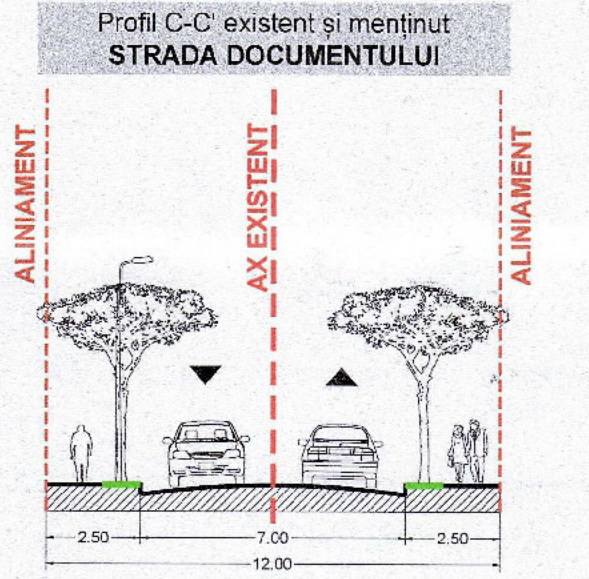 Profil C-C' existent și menținut
STRADA DOCUMENTULUI
ALINIAMENT
AX EXISTENT
ALINIAMENT
2.50
7.00
2.50
12.00